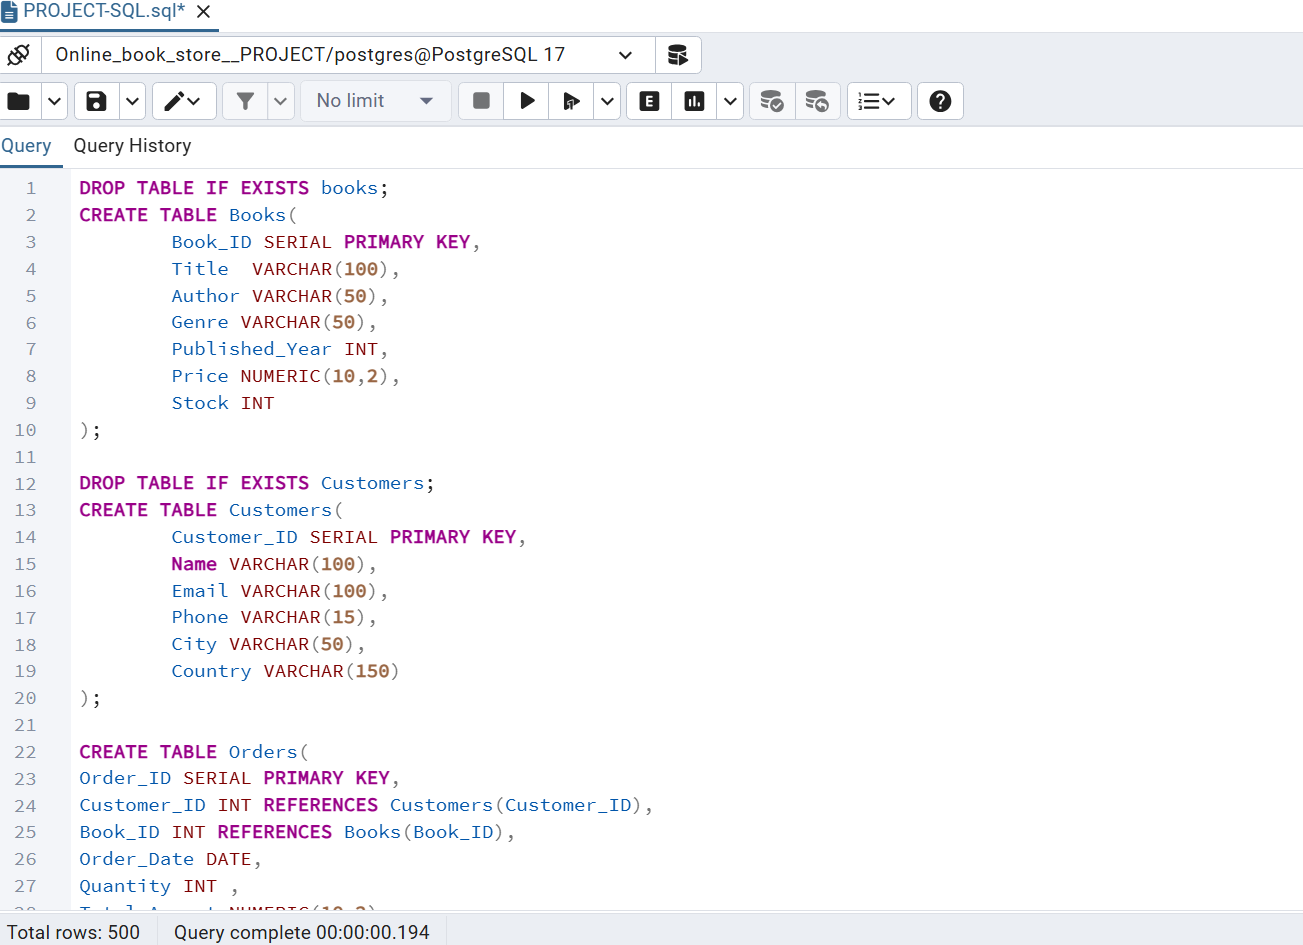 PROJECT-SQL.sql*
Online_book_store__PROJECT/postgres@PostgreSQL 17
No limit
E
Query Query History
1 DROP TABLE IF EXISTS books;
2 CREATE TABLE Books(
3 Book_ID SERIAL PRIMARY KEY,
4 Title  VARCHAR(100),
5 Author VARCHAR(50),
6 Genre VARCHAR(50),
7 Published_Year INT,
8 Price NUMERIC(10,2),
9 Stock INT
10 );
11
12 DROP TABLE IF EXISTS Customers;
13 CREATE TABLE Customers(
14 Customer_ID SERIAL PRIMARY KEY,
15 Name VARCHAR(100),
16 Email VARCHAR(100),
17 Phone VARCHAR(15),
18 City VARCHAR(50),
19 Country VARCHAR(150)
20 );
21
22 CREATE TABLE Orders(
23 Order_ID SERIAL PRIMARY KEY,
24 Customer_ID INT REFERENCES Customers(Customer_ID),
25 Book_ID INT REFERENCES Books(Book_ID),
26 Order_Date DATE,
27 Quantity INT ,
Total rows: 500 Query complete 00:00:00.194